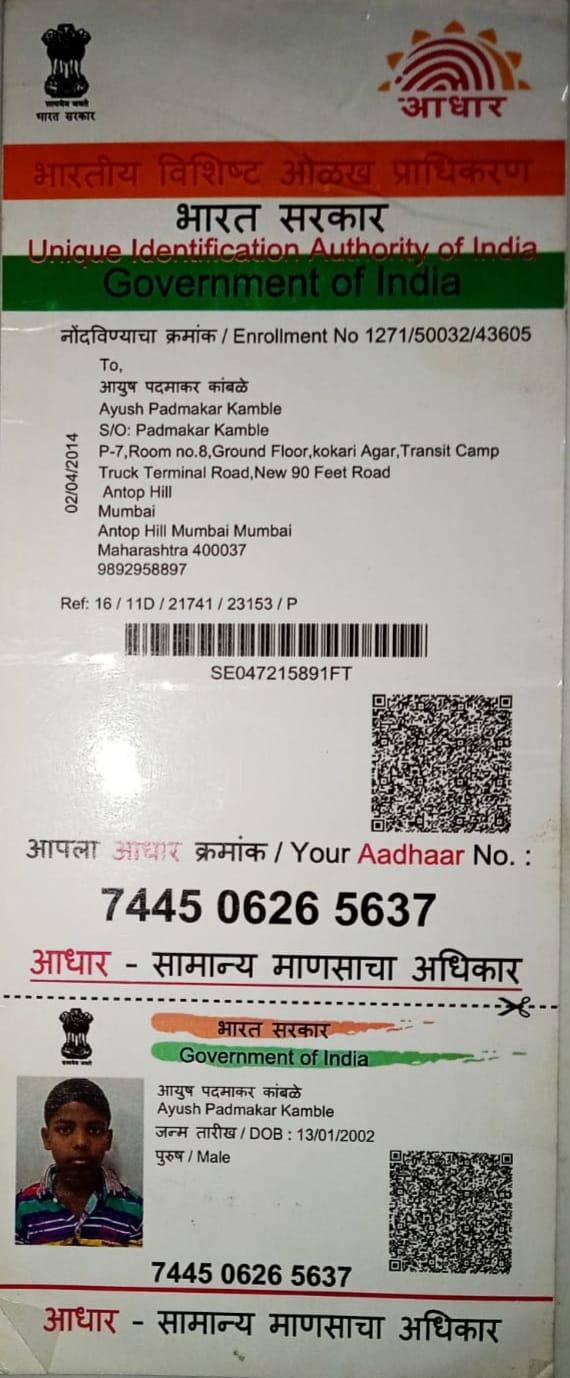 सत्यमेव जयते
भारत सरकार
आधार
भारतीय विशिष्ट ओळख प्राधिकरण
भारत सरकार
Unique Identification Authority of India
Government of India
नोंदविण्याचा क्रमांक / Enrollment No 1271/50032/43605
To,
आयुष पदमाकर कांबळे
Ayush Padmakar Kamble
S/O: Padmakar Kamble
P-7,Room no.8,Ground Floor,kokari Agar,Transit Camp
Truck Terminal Road,New 90 Feet Road
Antop Hill
Mumbai
Antop Hill Mumbai Mumbai
Maharashtra 400037
9892958897
02/04/2014
Ref: 16 / 11D / 21741 / 23153 / P
SE047215891FT
आपला आधार क्रमांक / Your Aadhaar No. :
7445 0626 5637
आधार - सामान्य माणसाचा अधिकार
भारत सरकार
Government of India
आयुष पदमाकर कांबळे
Ayush Padmakar Kamble
जन्म तारीख / DOB : 13/01/2002
पुरुष / Male
7445 0626 5637
आधार - सामान्य माणसाचा अधिकार